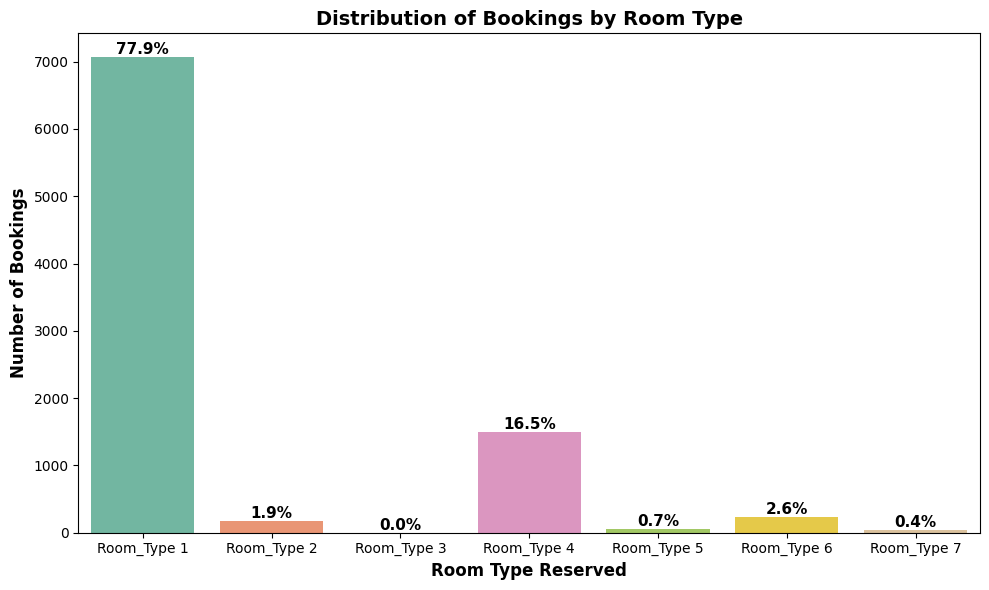 Distribution of Bookings by Room Type
Number of Bookings
7000
6000
5000
4000
3000
2000
1000
0
77.9%
1.9%
0.0%
16.5%
0.7%
2.6%
0.4%
Room_Type 1
Room_Type 2
Room_Type 3
Room_Type 4
Room_Type 5
Room_Type 6
Room_Type 7
Room Type Reserved